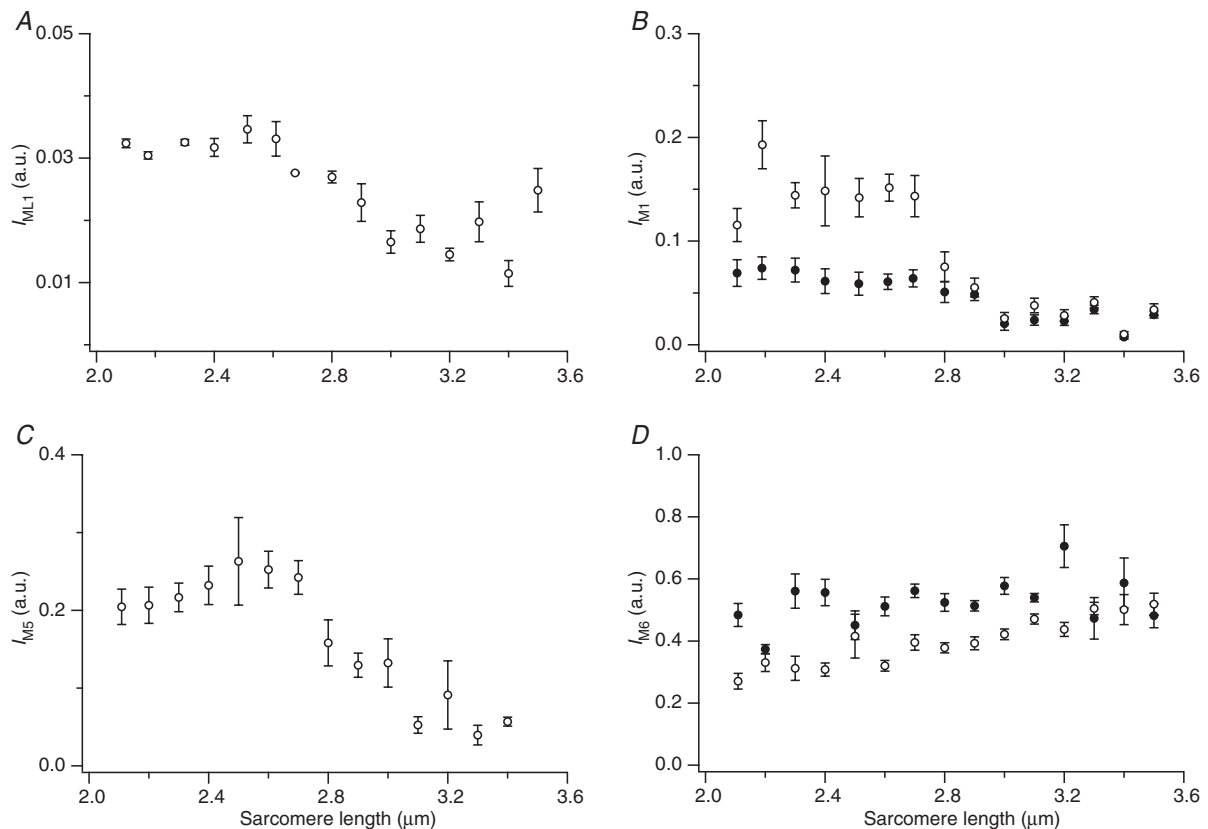 A
0.05
0.03
0.01
I_ML1 (a.u.)
2.0 2.4 2.8 3.2 3.6
B
0.3
0.2
0.1
0.0
I_M1 (a.u.)
2.0 2.4 2.8 3.2 3.6
C
0.4
0.2
0.0
I_M5 (a.u.)
2.0 2.4 2.8 3.2 3.6
Sarcomere length (μm)
D
1.0
0.8
0.6
0.4
0.2
0.0
I_M6 (a.u.)
2.0 2.4 2.8 3.2 3.6
Sarcomere length (μm)